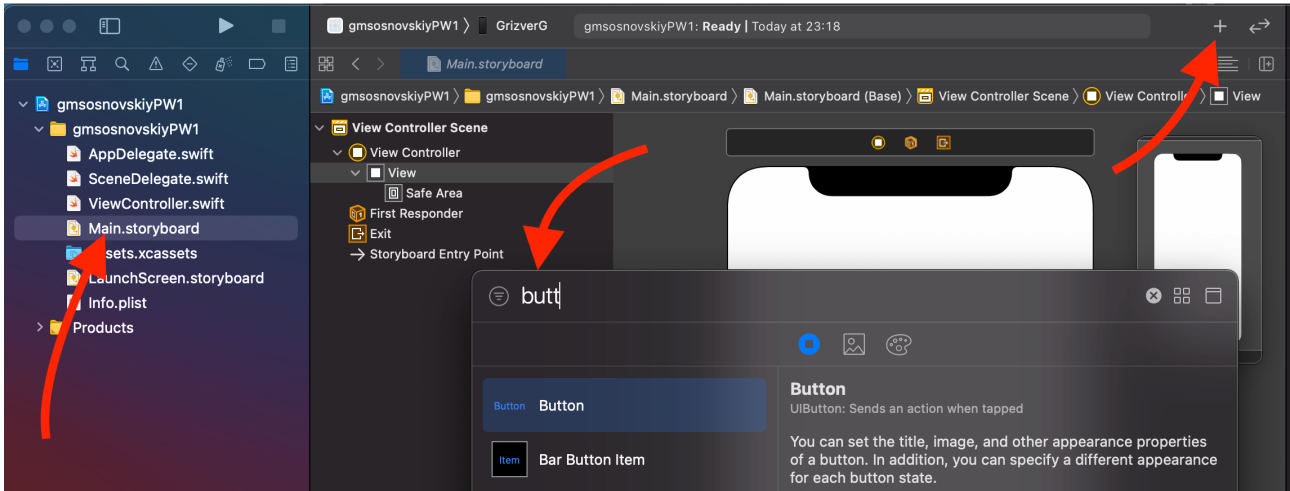 gmsosnovskiyPW1
GrizverG
gmsosnovskiyPW1: Ready | Today at 23:18
Main.storyboard
gmsosnovskiyPW1
gmsosnovskiyPW1
AppDelegate.swift
SceneDelegate.swift
ViewController.swift
Main.storyboard
sets.xcassets
LaunchScreen.storyboard
Info.plist
Products
gmsosnovskiyPW1 〉 gmsosnovskiyPW1 〉 Main.storyboard 〉 Main.storyboard (Base) 〉 View Controller Scene 〉 View Controlle 〉 View
View Controller Scene
View Controller
View
Safe Area
First Responder
Exit
Storyboard Entry Point
butt
Button Button
Item Bar Button Item
Button
UIButton: Sends an action when tapped
You can set the title, image, and other appearance properties
of a button. In addition, you can specify a different appearance
for each button state.